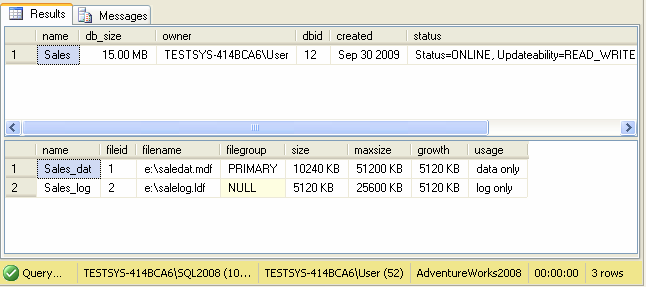 Results Messages
name db_size owner dbid created status
1 Sales 15.00 MB TESTSYS-414BCA6\User 12 Sep 30 2009 Status=ONLINE, Updateability=READ_WRITE
name fileid filename filegroup size maxsize growth usage
1 Sales_dat 1 e:\saledat.mdf PRIMARY 10240 KB 51200 KB 5120 KB data only
2 Sales_log 2 e:\salelog.ldf NULL 5120 KB 25600 KB 5120 KB log only
Query... TESTSYS-414BCA6\SQL2008 (10... TESTSYS-414BCA6\User (52) AdventureWorks2008 00:00:00 3 rows